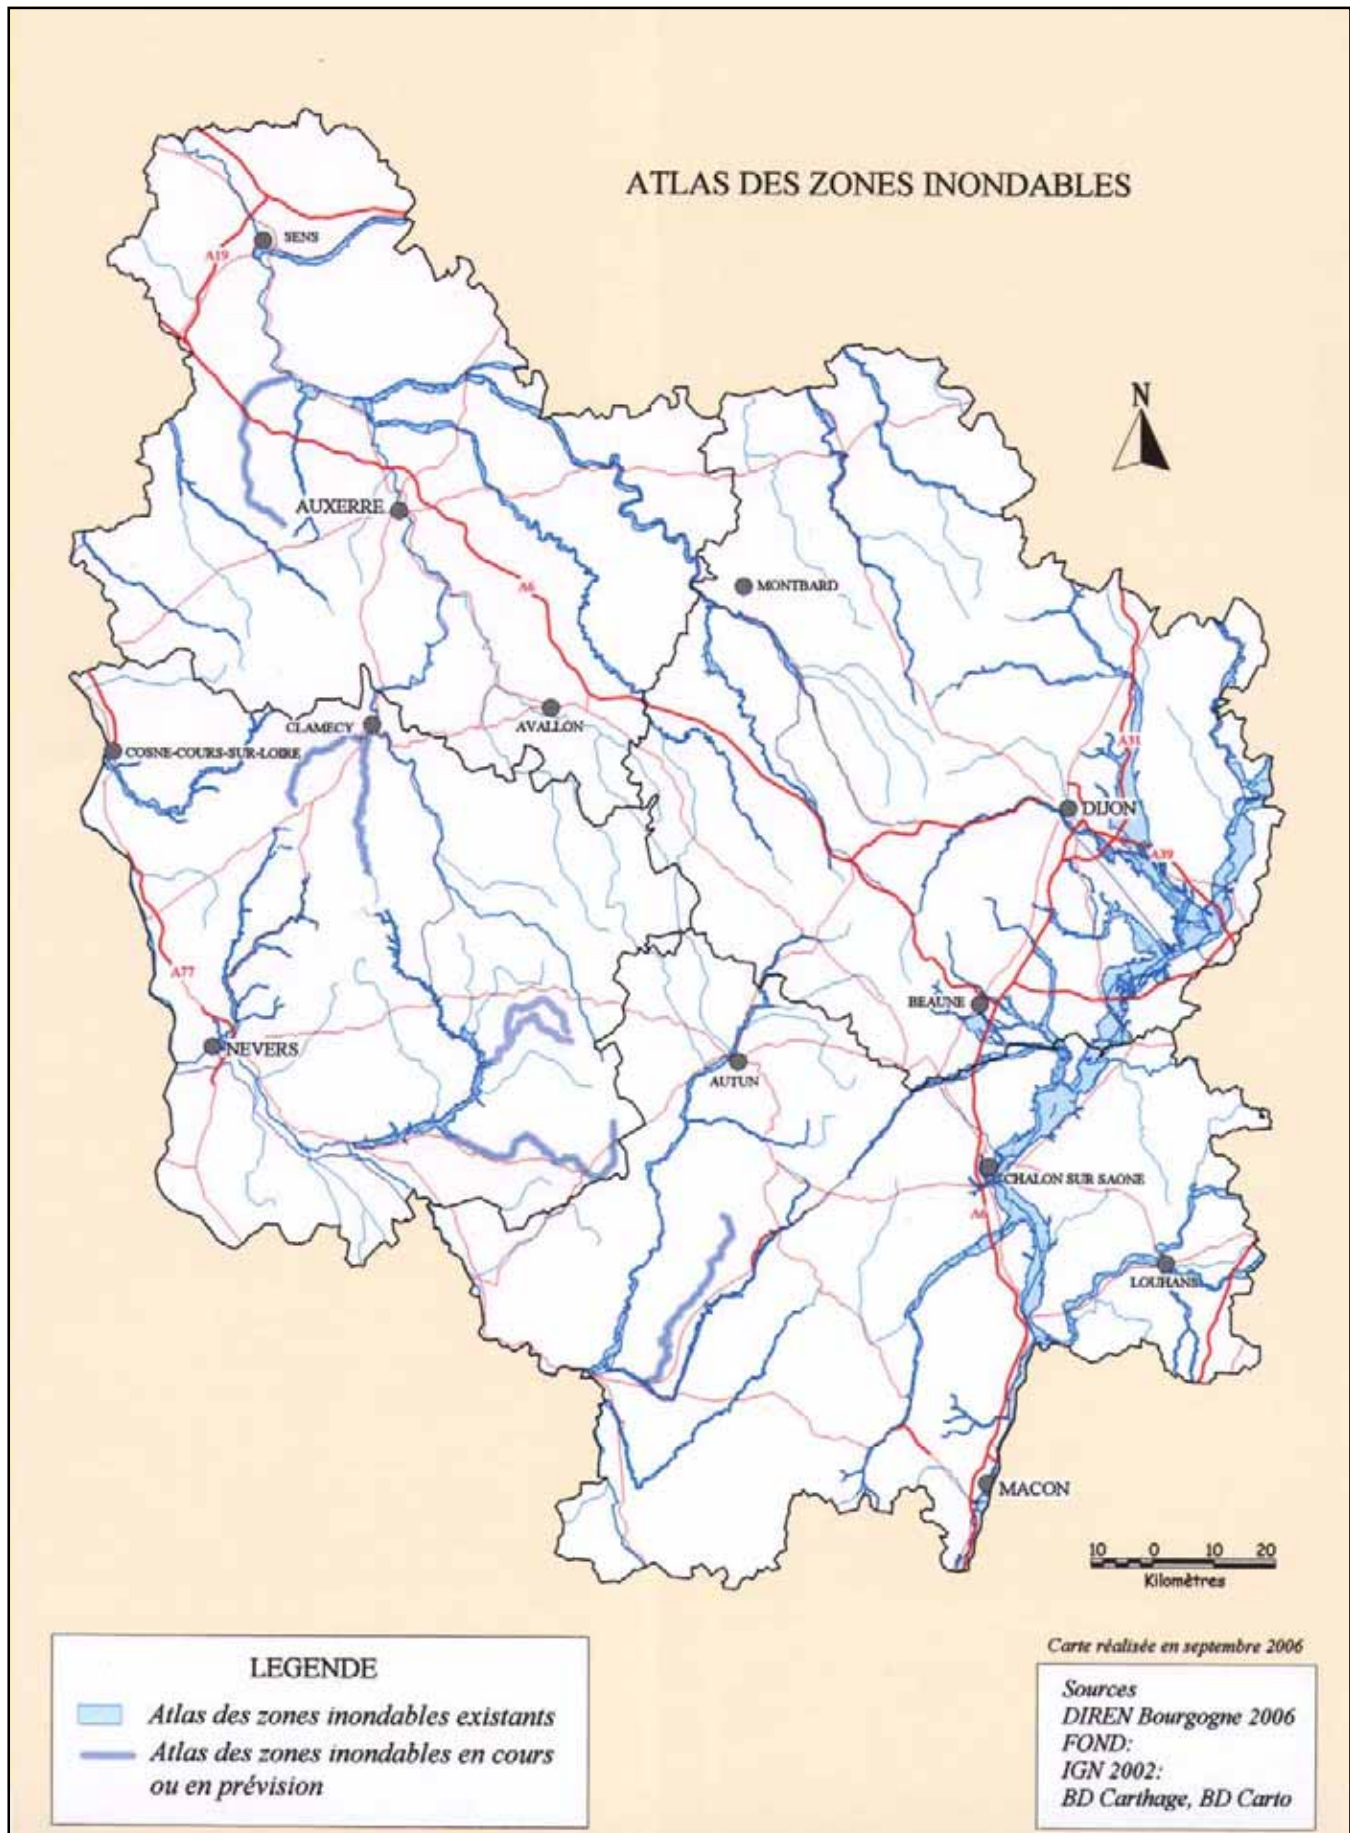 ATLAS DES ZONES INONDABLES
N
SENS
A19
AUXERRE
A6
MONTBARD
CLAMECY
AVALLON
COSNE-COURS-SUR-LOIRE
A31
DIJON
A39
A77
BEAUNE
NEVERS
AUTUN
CHALON SUR SAONE
A6
LOUHANS
MACON
10 0 10 20
Kilomètres
Carte réalisée en septembre 2006
LEGENDE
Atlas des zones inondables existants
Atlas des zones inondables en cours
ou en prévision
Sources
DIREN Bourgogne 2006
FOND:
IGN 2002:
BD Carthage, BD Carto